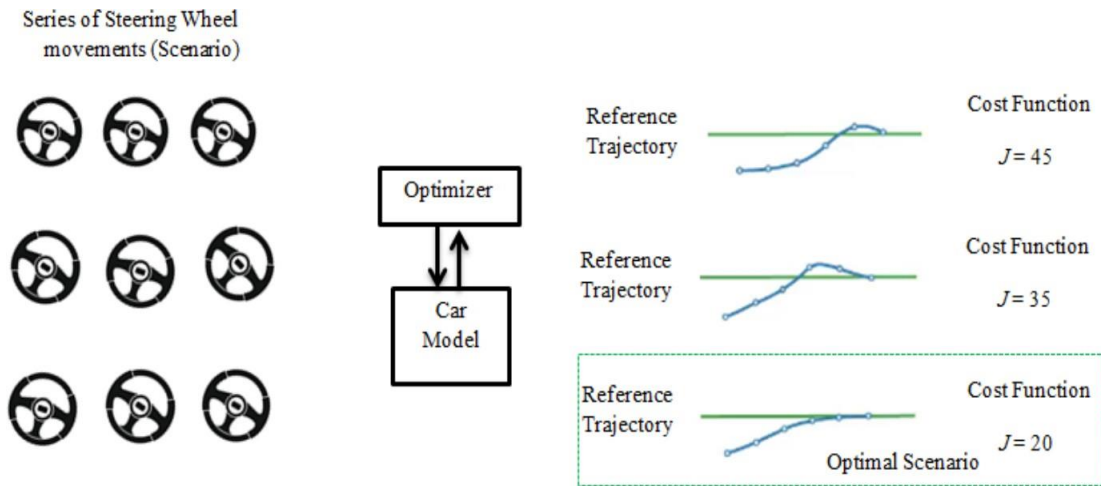 Series of Steering Wheel
movements (Scenario)
Optimizer
Car
Model
Reference
Trajectory
Cost Function
J = 45
Reference
Trajectory
Cost Function
J = 35
Reference
Trajectory
Cost Function
J = 20
Optimal Scenario